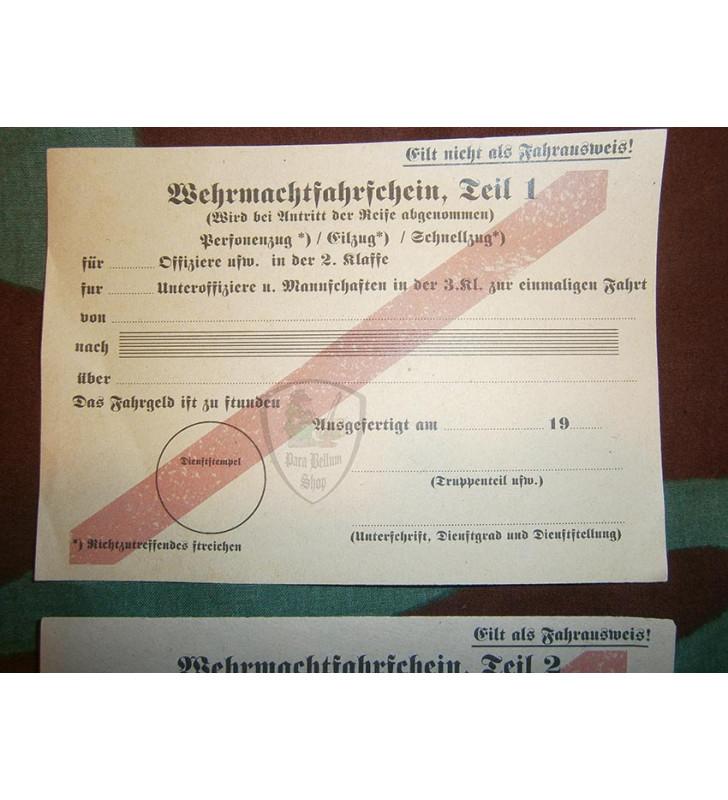 Gilt nicht als Fahrausweis!
Wehrmachtfahrschein, Teil 1
(Wird bei Antritt der Reise abgenommen)
Personenzug *) / Eilzug*) / Schnellzug*)
für ........... Offiziere usw. in der 2. Klasse
fur ........... Unteroffiziere u. Mannschaften in der 3.Kl. zur einmaligen Fahrt
von
nach
über
Das Fahrgeld ist zu stunden
Ausgefertigt am ........... 19........
Dienststempel
Para Bellum
Shop
(Truppenteil usw.)
*) Nichtzutreffendes streichen
(Unterschrift, Dienstgrad und Dienststellung)
Gilt als Fahrausweis!
Wehrmachtfahrschein, Teil 2